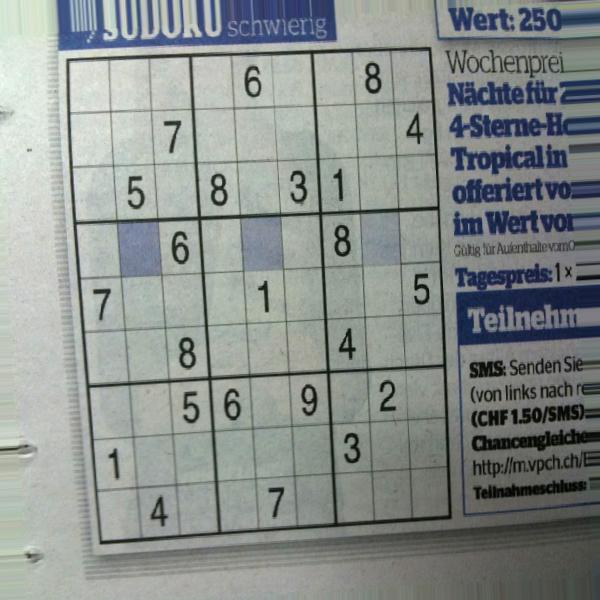 SUDOKU schwierig
6 8
7 4
5 8 3 1
6 8
7 1 5
8 4
5 6 9 2
1 3
4 7
Wert: 250
Wochenprei
Nächte für
4-Sterne-H
Tropical in
offeriert vo
im Wert vor
Gültig für Aufenthalte vom
Tagespreis: 1 ×
Teilnehm
SMS: Senden Sie
(von links nach r
(CHF 1.50/SMS)
Chancengleiche
http://m.vpch.ch/
Teilnahmeschluss: